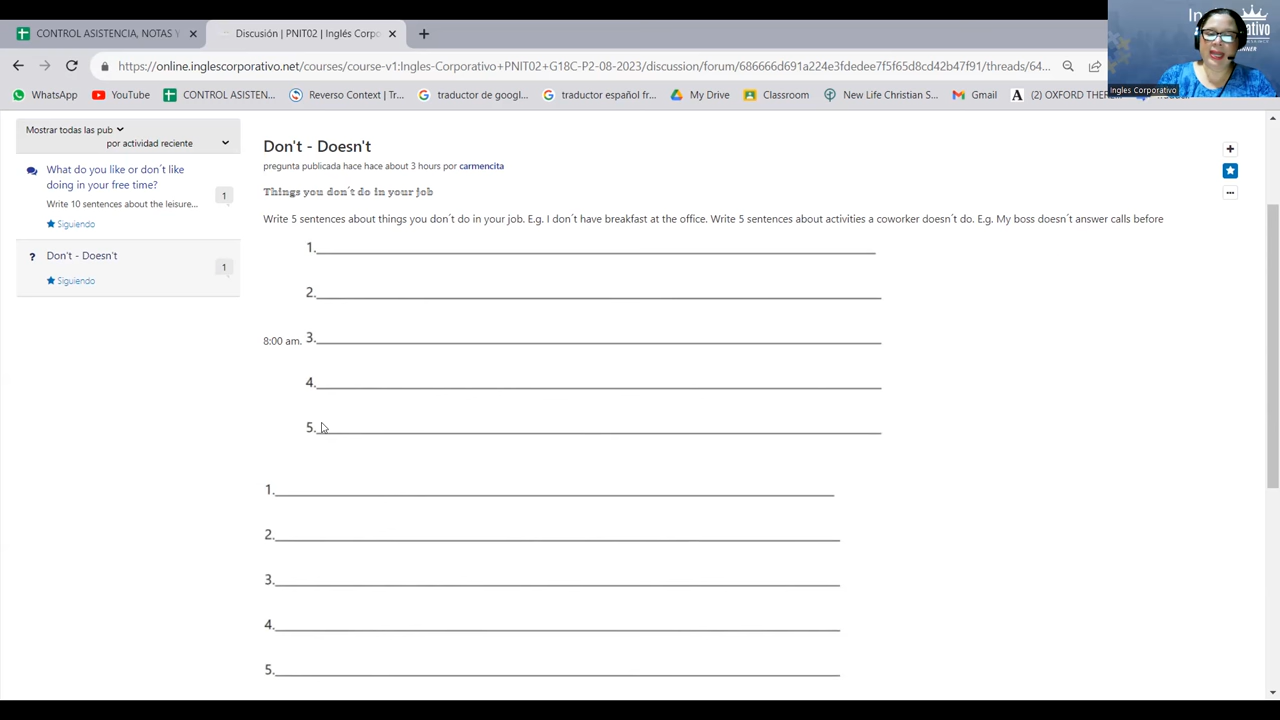 CONTROL ASISTENCIA, NOTAS Y
Discusión | PNIT02 | Inglés Corpo
https://online.inglescorporativo.net/courses/course-v1:Ingles-Corporativo+PNIT02+G18C-P2-08-2023/discussion/forum/686666d691a224e3fdedee7f5f65d8cd42b47f91/threads/64...
WhatsApp
YouTube
CONTROL ASISTEN...
Reverso Context | Tr...
traductor de googl...
traductor español fr...
My Drive
Classroom
New Life Christian S...
Gmail
(2) OXFORD THE
Ingles Corporativo
Mostrar todas las pub
por actividad reciente
What do you like or don´t like
doing in your free time?
Write 10 sentences about the leisure...
Siguiendo
1
Don't - Doesn't
Siguiendo
1
Don't - Doesn't
pregunta publicada hace hace about 3 hours por carmencita
Things you don´t do in your job
Write 5 sentences about things you don´t do in your job. E.g. I don´t have breakfast at the office. Write 5 sentences about activities a coworker doesn´t do. E.g. My boss doesn´t answer calls before
1.
2.
8:00 am. 3.
4.
5.
1.
2.
3.
4.
5.